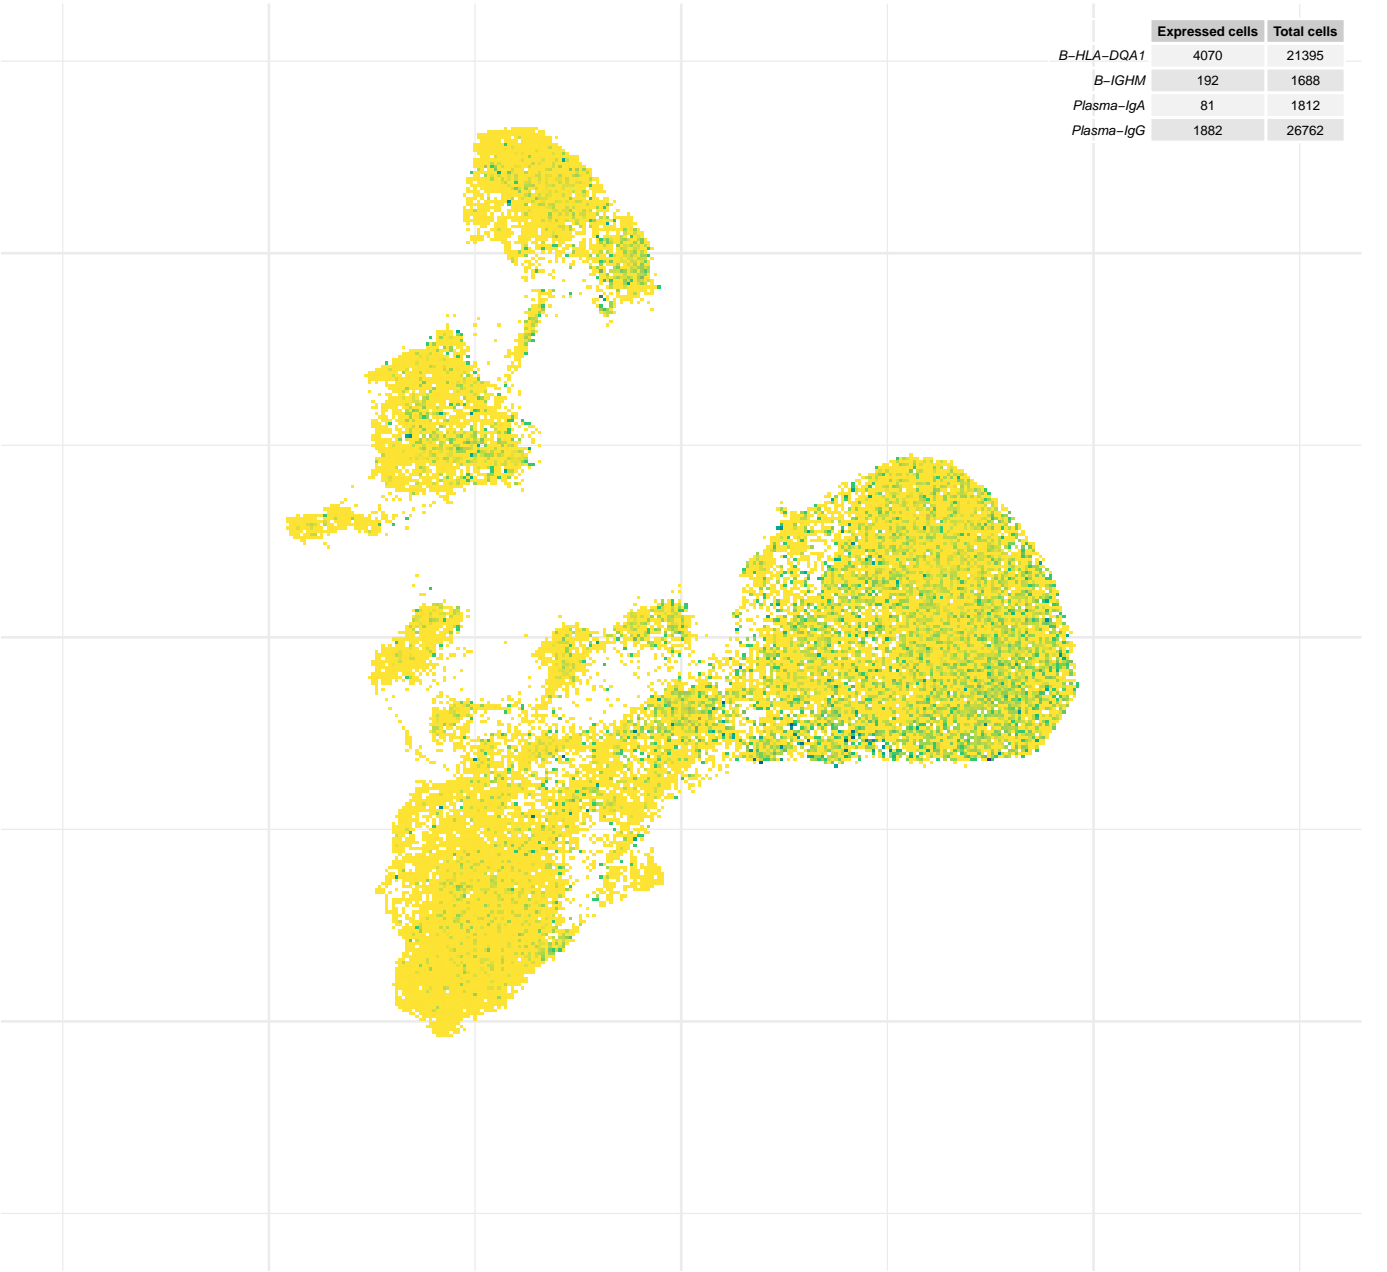 Expressed cells Total cells
B−HLA−DQA1 4070 21395
B−IGHM 192 1688
Plasma−IgA 81 1812
Plasma−IgG 1882 26762